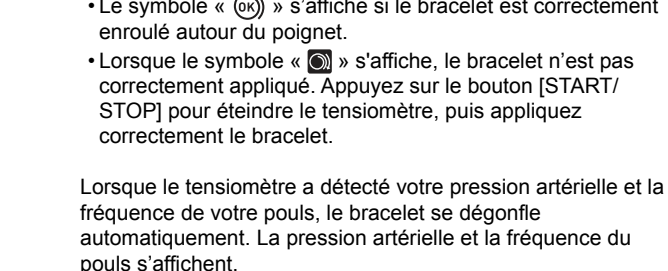 • Le symbole « (OK) » s’affiche si le bracelet est correctement
enroulé autour du poignet.
• Lorsque le symbole « » s'affiche, le bracelet n’est pas
correctement appliqué. Appuyez sur le bouton [START/
STOP] pour éteindre le tensiomètre, puis appliquez
correctement le bracelet.
Lorsque le tensiomètre a détecté votre pression artérielle et la
fréquence de votre pouls, le bracelet se dégonfle
automatiquement. La pression artérielle et la fréquence du
pouls s’affichent.